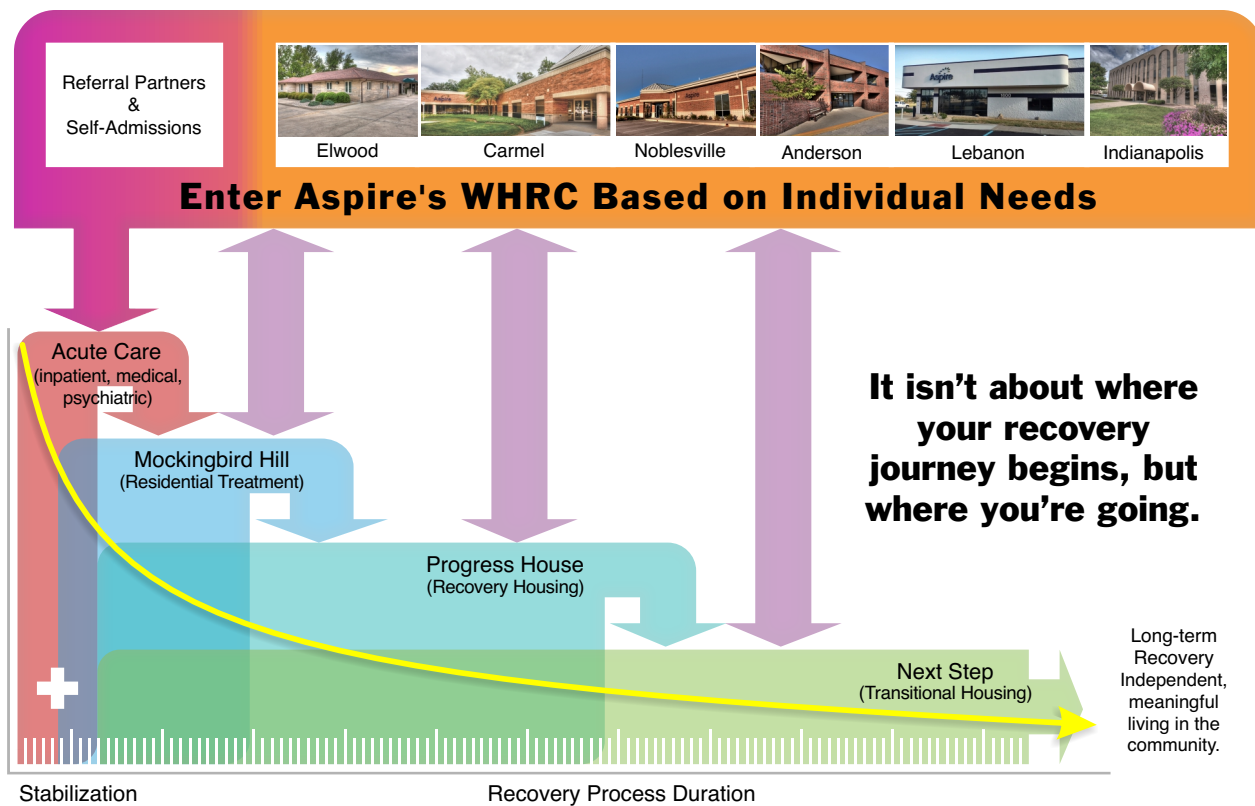 Referral Partners
&
Self-Admissions
Aspire
Aspire
Aspire
Elwood
Carmel
Noblesville
Anderson
Lebanon
Indianapolis
Enter Aspire's WHRC Based on Individual Needs
Acute Care
(inpatient, medical,
psychiatric)
Mockingbird Hill
(Residential Treatment)
It isn’t about where
your recovery
journey begins, but
where you’re going.
Progress House
(Recovery Housing)
Next Step
(Transitional Housing)
Long-term
Recovery
Independent,
meaningful
living in the
community.
Stabilization
Recovery Process Duration